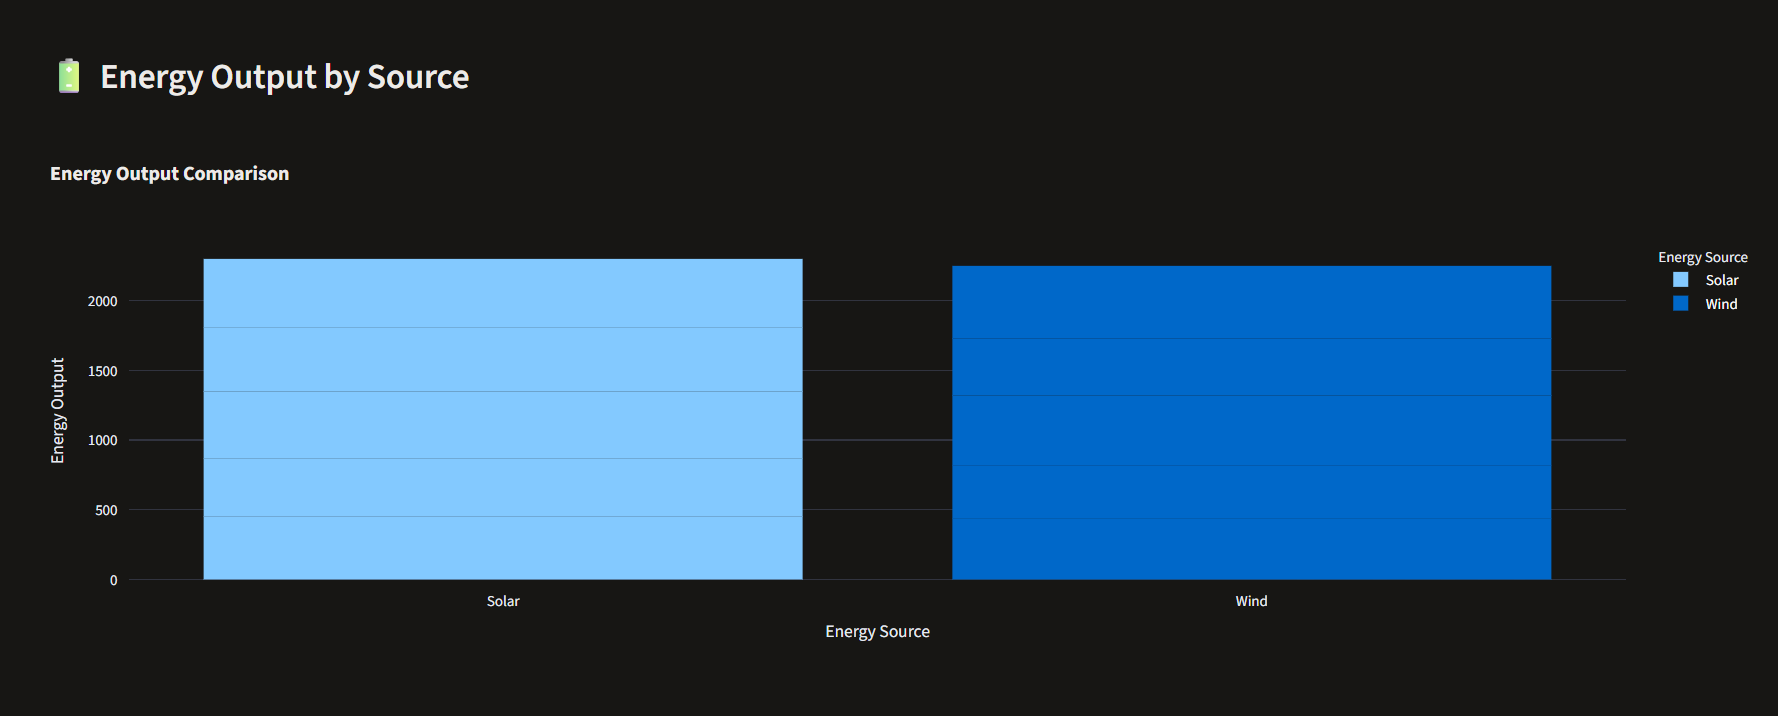 Energy Output by Source
Energy Output Comparison
Energy Output
2000
1500
1000
500
0
Solar
Wind
Energy Source
Energy Source
Solar
Wind